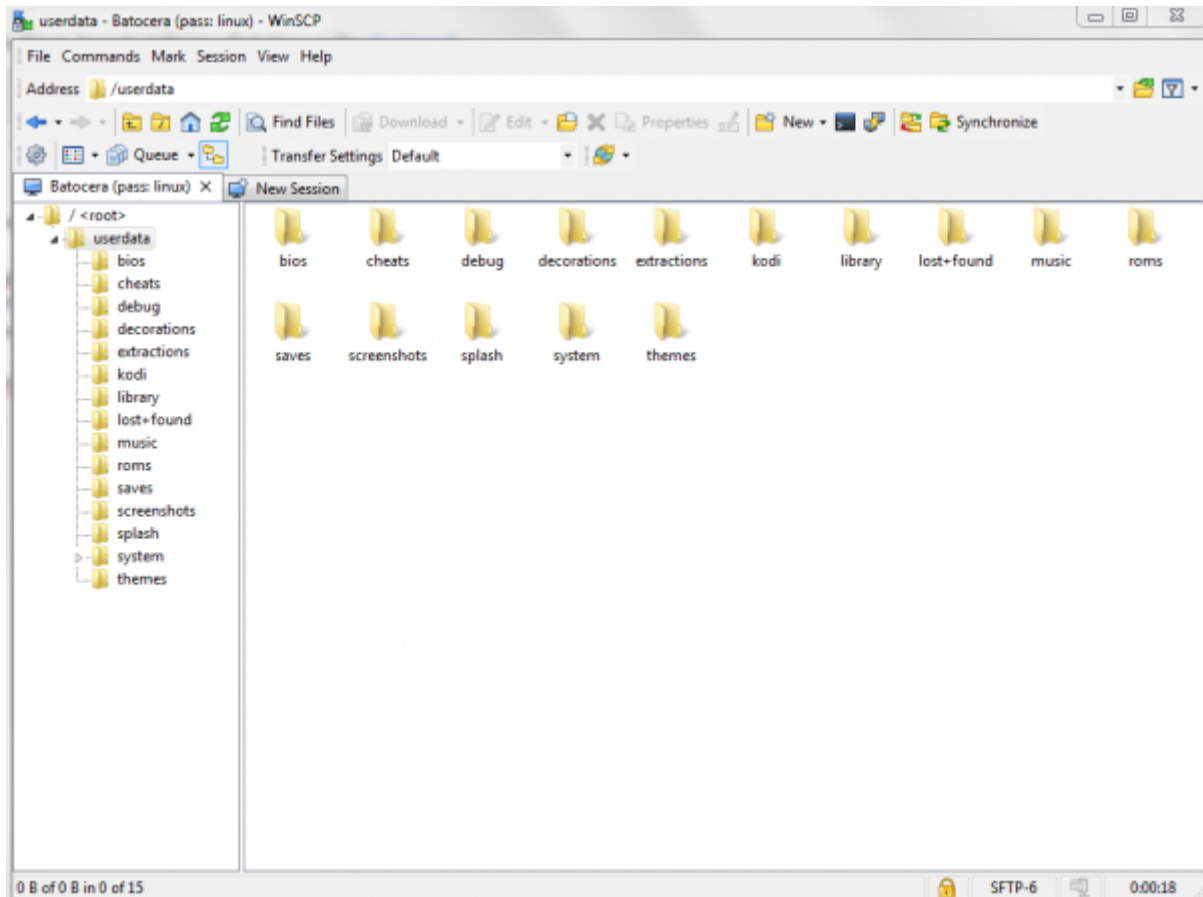 userdata - Batocera (pass: linux) - WinSCP
File Commands Mark Session View Help
Address /userdata
Find Files Download Edit Properties New Synchronize
Queue Transfer Settings Default
Batocera (pass: linux) New Session
/ <root>
userdata
bios
cheats
debug
decorations
extractions
kodi
library
lost+found
music
roms
saves
screenshots
splash
system
themes
bios cheats debug decorations extractions kodi library lost+found music roms
saves screenshots splash system themes
0 B of 0 B in 0 of 15 SFTP-6 0:00:18